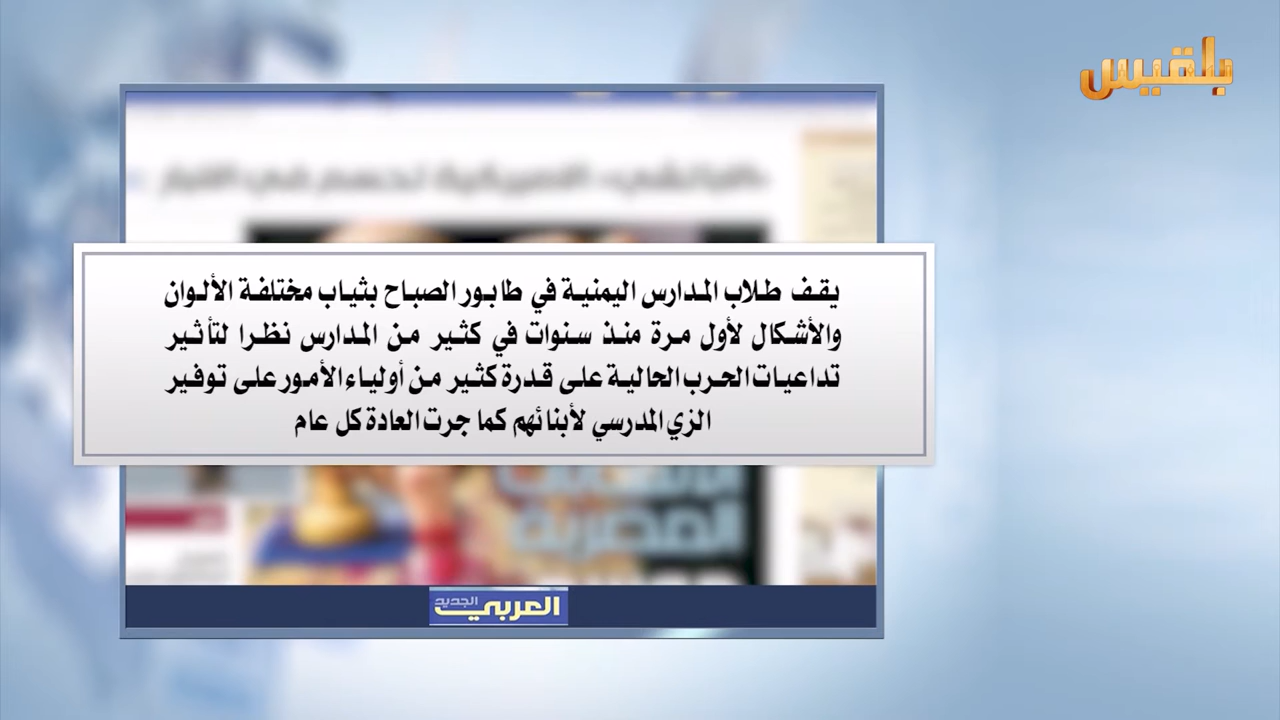 بلقيس
يقف طلاب المدارس اليمنية في طابور الصباح بثياب مختلفة الألوان
والأشكال لأول مرة منذ سنوات في كثير من المدارس نظرا لتأثير
تداعيات الحرب الحالية على قدرة كثير من أولياء الأمور على توفير
الزي المدرسي لأبنائهم كما جرت العادة كل عام
المصرية
العربي الجديد